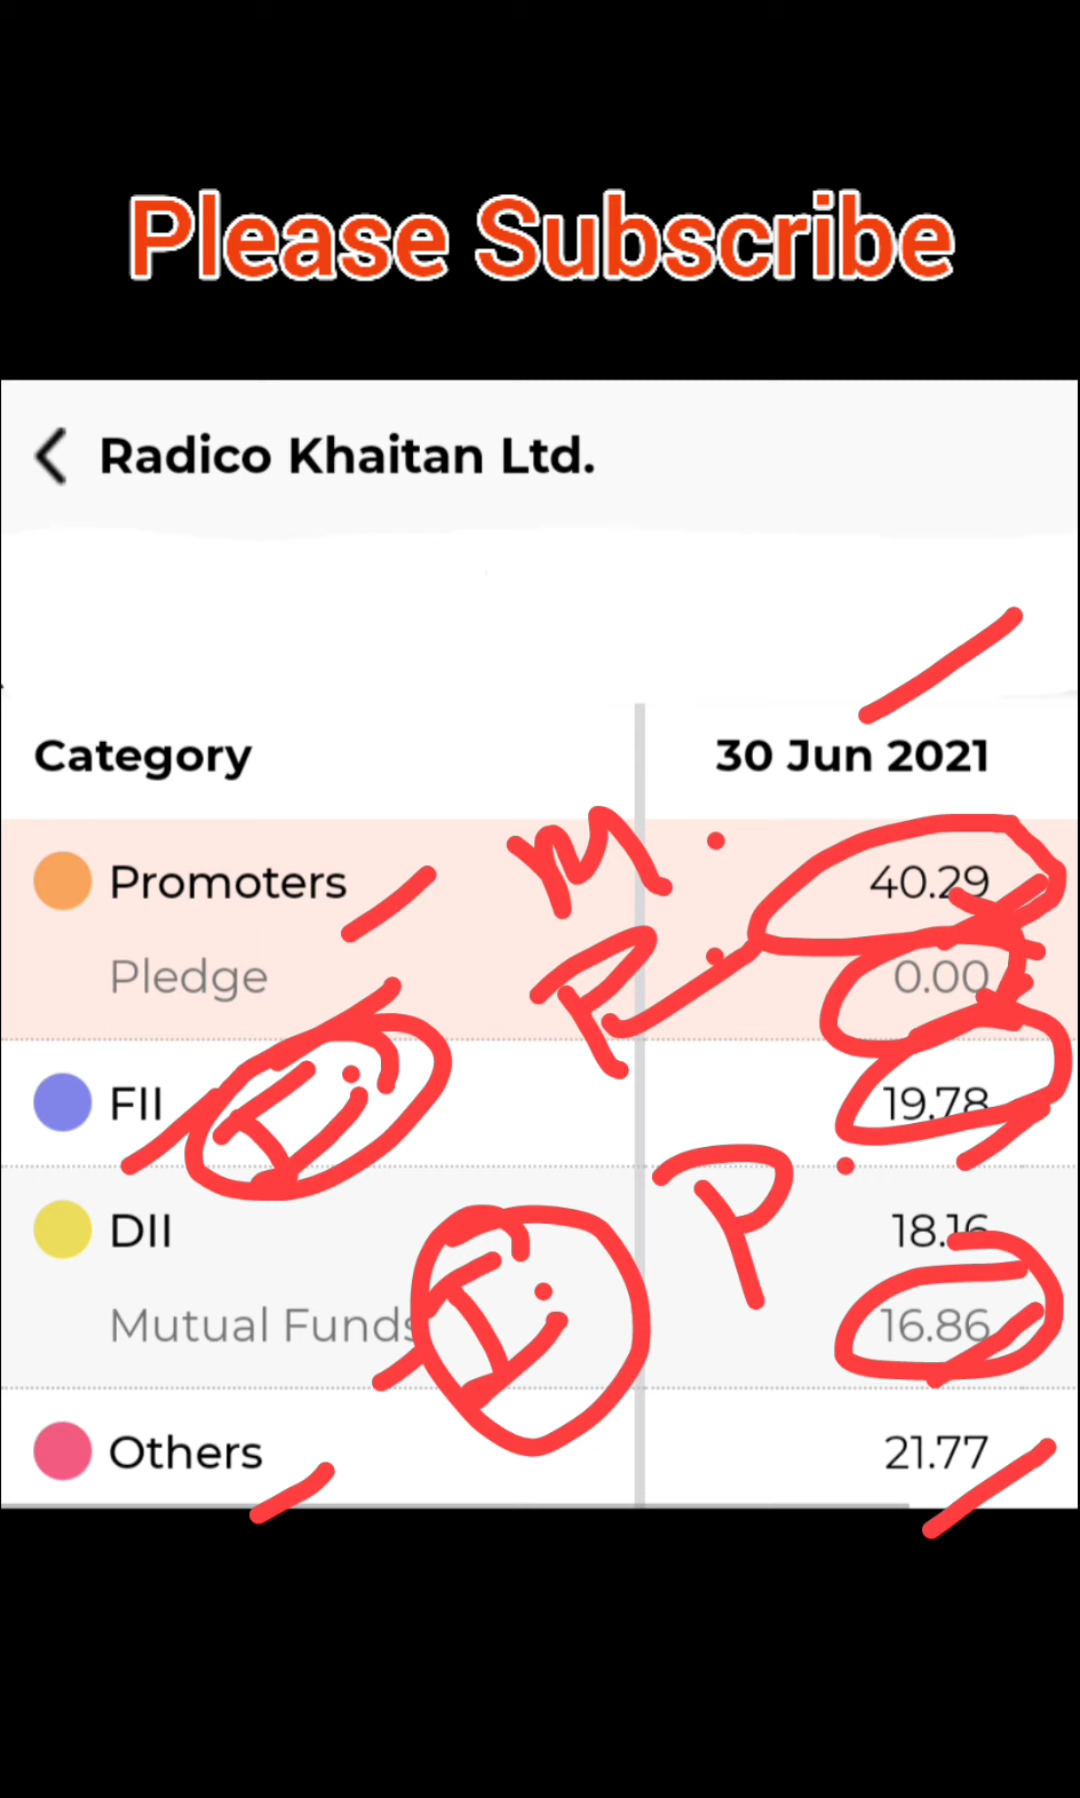 Please Subscribe
Radico Khaitan Ltd.
Category 30 Jun 2021
Promoters 40.29
M.
Pledge 0.00
R.
FII 19.78
P.
DII 18.16
Mutual Funds 16.86
Others 21.77